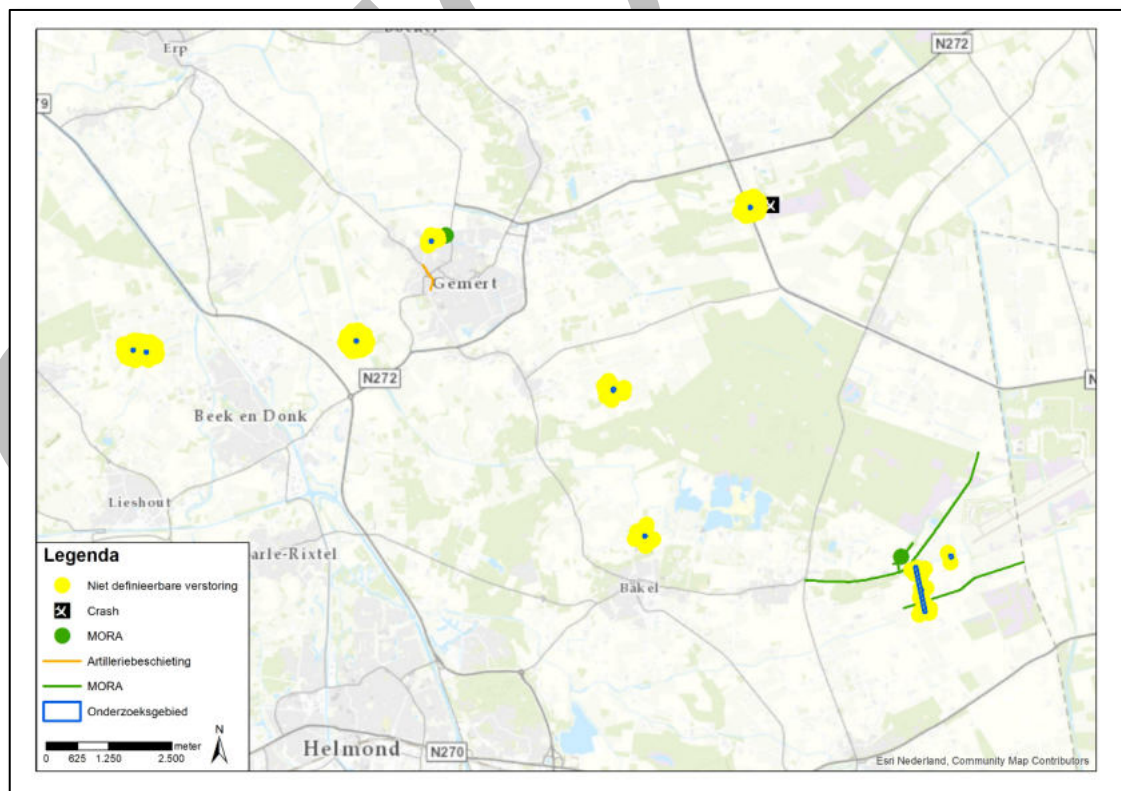 N272
Erp
79
Gemert
N272
Beek en Donk
Lieshout
Bakel
Helmond
N270
Legenda
Niet definieerbare verstoring
Crash
MORA
Artilleriebeschieting
MORA
Onderzoeksgebied
N
meter
0 625 1.250 2.500
Esri Nederland, Community Map Contributors